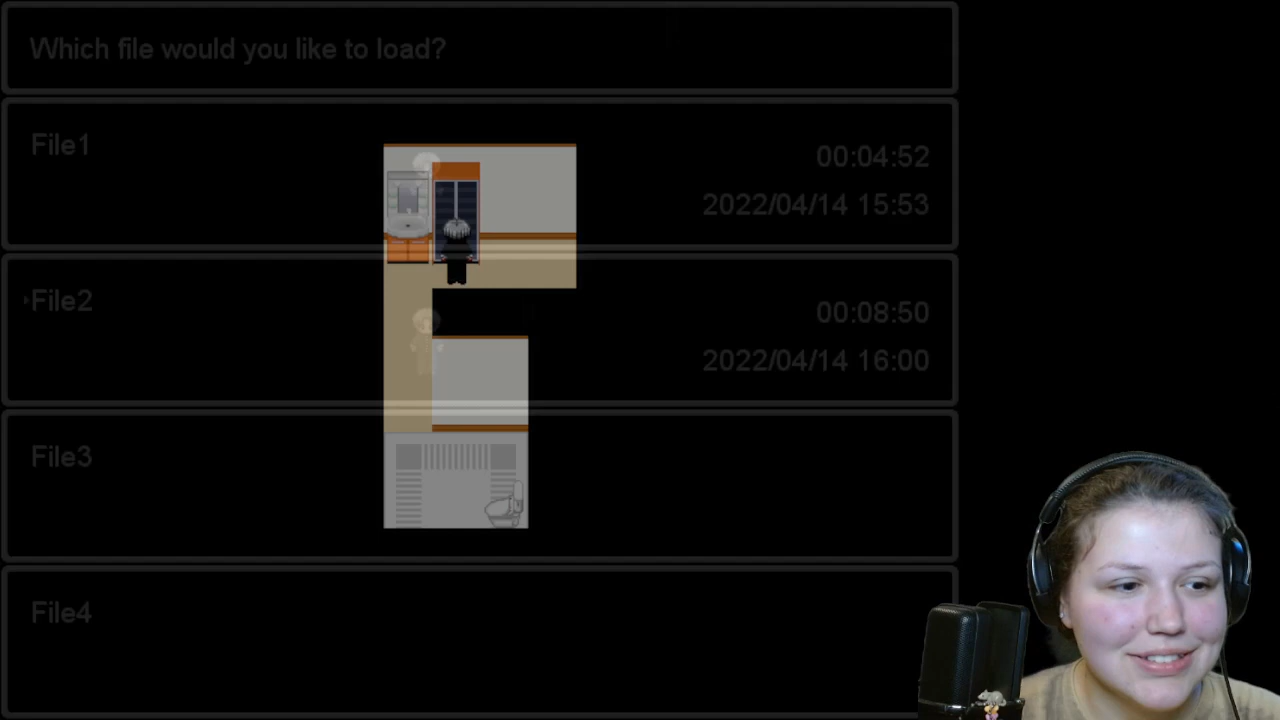 Which file would you like to load?
File1
00:04:52
2022/04/14 15:53
File2
00:08:50
2022/04/14 16:00
File3
File4